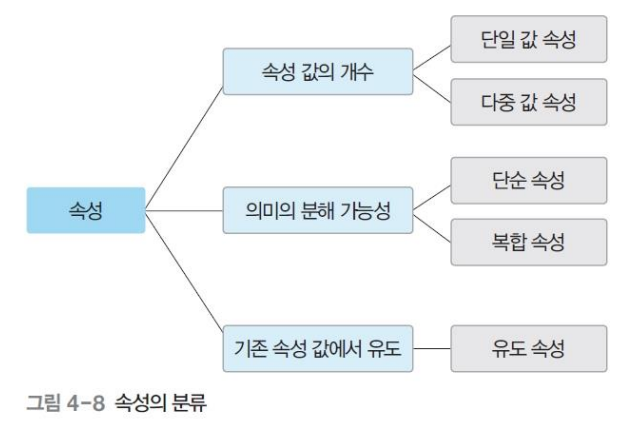 속성
속성 값의 개수
단일 값 속성
다중 값 속성
의미의 분해 가능성
단순 속성
복합 속성
기존 속성 값에서 유도
유도 속성
그림 4-8 속성의 분류